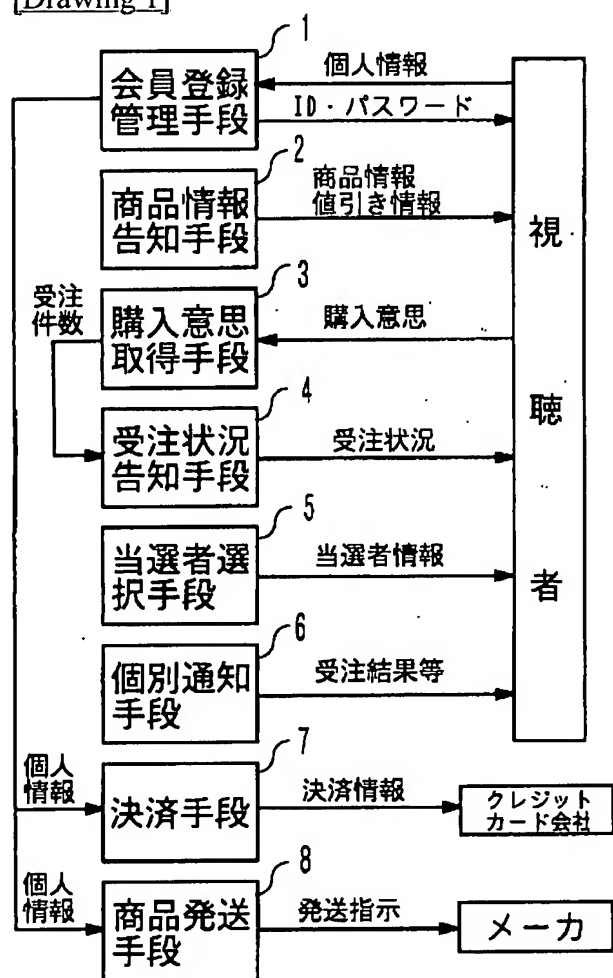 [Drawing 1]
1
会員登録
管理手段
個人情報
ID・パスワード
2
商品情報
告知手段
商品情報
値引き情報
視聴者
受注
件数
3
購入意思
取得手段
購入意思
4
受注状況
告知手段
受注状況
5
当選者選
択手段
当選者情報
6
個別通知
手段
受注結果等
個人
情報
7
決済手段
決済情報
クレジット
カード会社
個人
情報
8
商品発送
手段
発送指示
メーカ